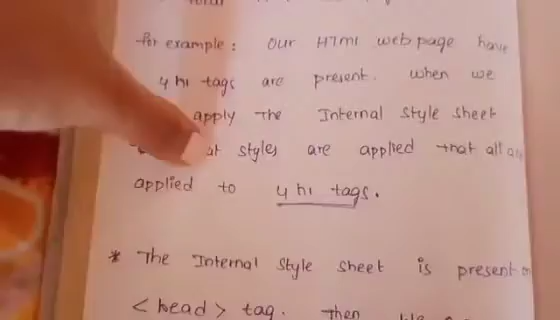 for example : Our HTML webpage have
4 h1 tags are present. when we
apply The Internal Style Sheet
styles are applied that all are
applied to 4 h1 tags.
* The Internal Style sheet is present
<head> tag. Then